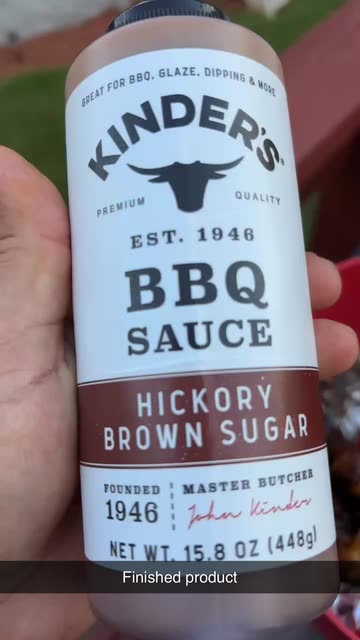 GREAT FOR BBQ, GLAZE, DIPPING & MORE
KINDER'S®
PREMIUM QUALITY
EST. 1946
BBQ
SAUCE
HICKORY
BROWN SUGAR
FOUNDED
1946
MASTER BUTCHER
John Kinder
NET WT. 15.8 OZ (448g)
Finished product